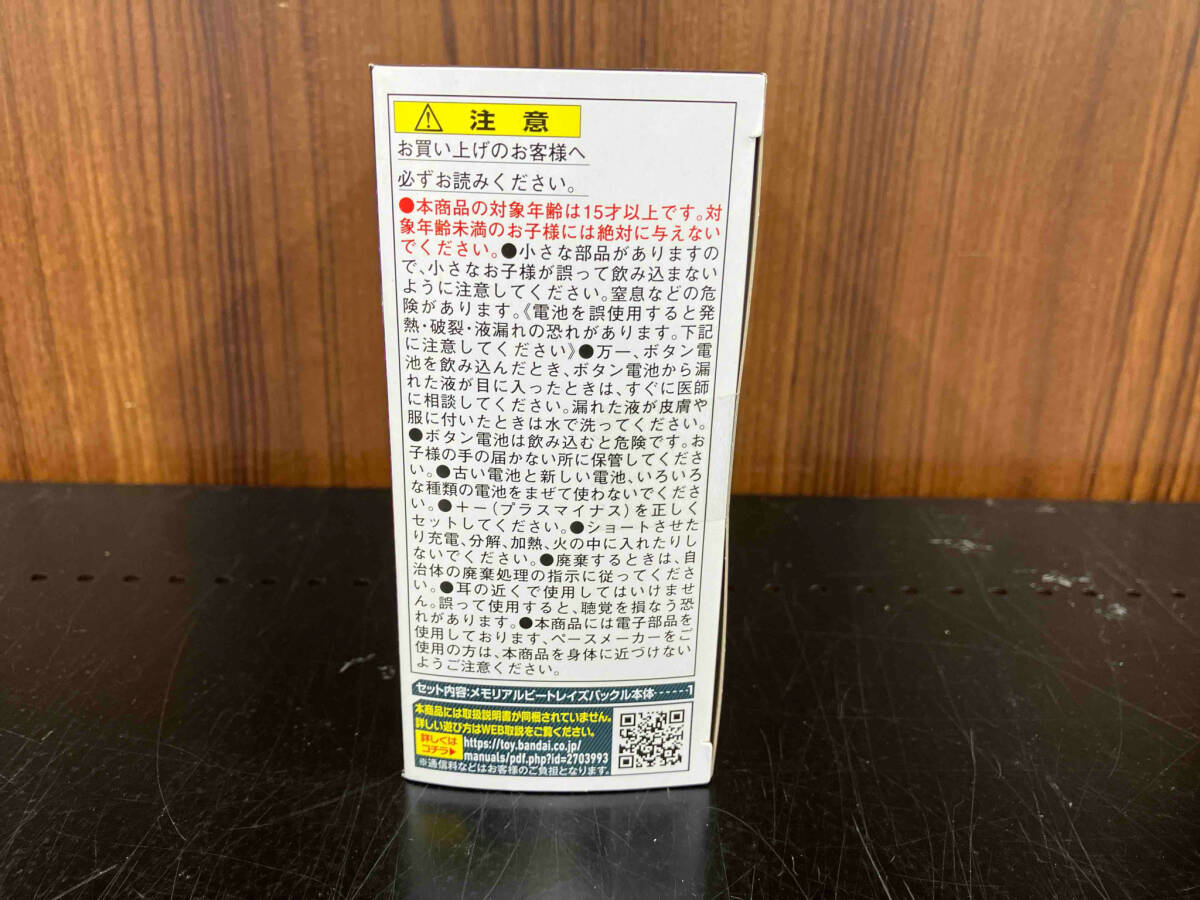 ⚠ 注意
お買い上げのお客様へ
必ずお読みください。
●本商品の対象年齢は15才以上です。対
象年齢未満のお子様には絶対に与えない
でください。●小さな部品がありますの
で、小さなお子様が誤って飲み込まない
ように注意してください。窒息などの危
険があります。《電池を誤使用すると発
熱・破裂・液漏れの恐れがあります。下記
に注意してください》●万一、ボタン電
池を飲み込んだとき、ボタン電池から漏
れた液が目に入ったときは、すぐに医師
に相談してください。漏れた液が皮膚や
服に付いたときは水で洗ってください。
●ボタン電池は飲み込むと危険です。お
子様の手の届かない所に保管してくださ
い。●古い電池と新しい電池、いろいろ
な種類の電池をまぜて使わないでくださ
い。●＋－(プラスマイナス)を正しく
セットしてください。●ショートさせた
り充電、分解、加熱、火の中に入れたりし
ないでください。●廃棄するときは、自
治体の廃棄処理の指示に従ってくださ
い。●耳の近くで使用してはいけませ
ん。誤って使用すると、聴覚を損なう恐
れがあります。●本商品には電子部品を
使用しております、ペースメーカーをご
使用の方は、本商品を身体に近づけない
ようご注意ください。
セット内容:メモリアルビートレイズバックル本体------1
本商品には取扱説明書が同梱されていません。
詳しい遊び方はWEB取説をご覧ください。
詳しくは
コチラ▶
https://toy.bandai.co.jp/
manuals/pdf.php?id=2703993
※通信料などはお客様のご負担となります。